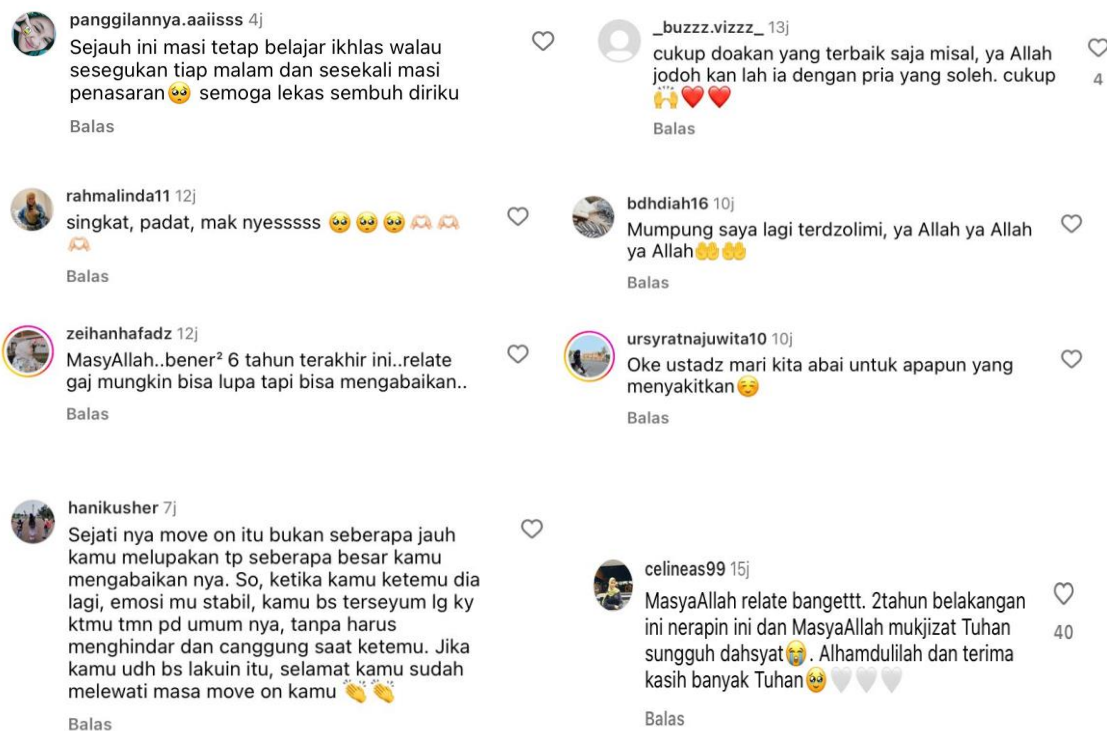 panggilannya.aaiisss 4j
Sejauh ini masi tetap belajar ikhlas walau
sesegukan tiap malam dan sesekali masi
penasaran🥺 semoga lekas sembuh diriku
Balas
_buzzz.vizzz_ 13j
cukup doakan yang terbaik saja misal, ya Allah
jodoh kan lah ia dengan pria yang soleh. cukup
🙌❤️❤️
4
Balas
rahmalinda11 12j
singkat, padat, mak nyesssss 🥺🥺🥺🫶🏻🫶🏻
🫶🏻
Balas
bdhdiah16 10j
Mumpung saya lagi terdzolimi, ya Allah ya Allah
ya Allah🤲🤲
Balas
zeihanhafadz 12j
MasyAllah..bener² 6 tahun terakhir ini..relate
gaj mungkin bisa lupa tapi bisa mengabaikan..
Balas
ursyratnajuwita10 10j
Oke ustadz mari kita abai untuk apapun yang
menyakitkan☺️
Balas
hanikusher 7j
Sejati nya move on itu bukan seberapa jauh
kamu melupakan tp seberapa besar kamu
mengabaikan nya. So, ketika kamu ketemu dia
lagi, emosi mu stabil, kamu bs terseyum lg ky
ktmu tmn pd umum nya, tanpa harus
menghindar dan canggung saat ketemu. Jika
kamu udh bs lakuin itu, selamat kamu sudah
melewati masa move on kamu 👏👏
Balas
celineas99 15j
MasyaAllah relate bangettt. 2tahun belakangan
ini nerapin ini dan MasyaAllah mukjizat Tuhan
sungguh dahsyat😭. Alhamdulilah dan terima
kasih banyak Tuhan🥹🤍🤍🤍
40
Balas